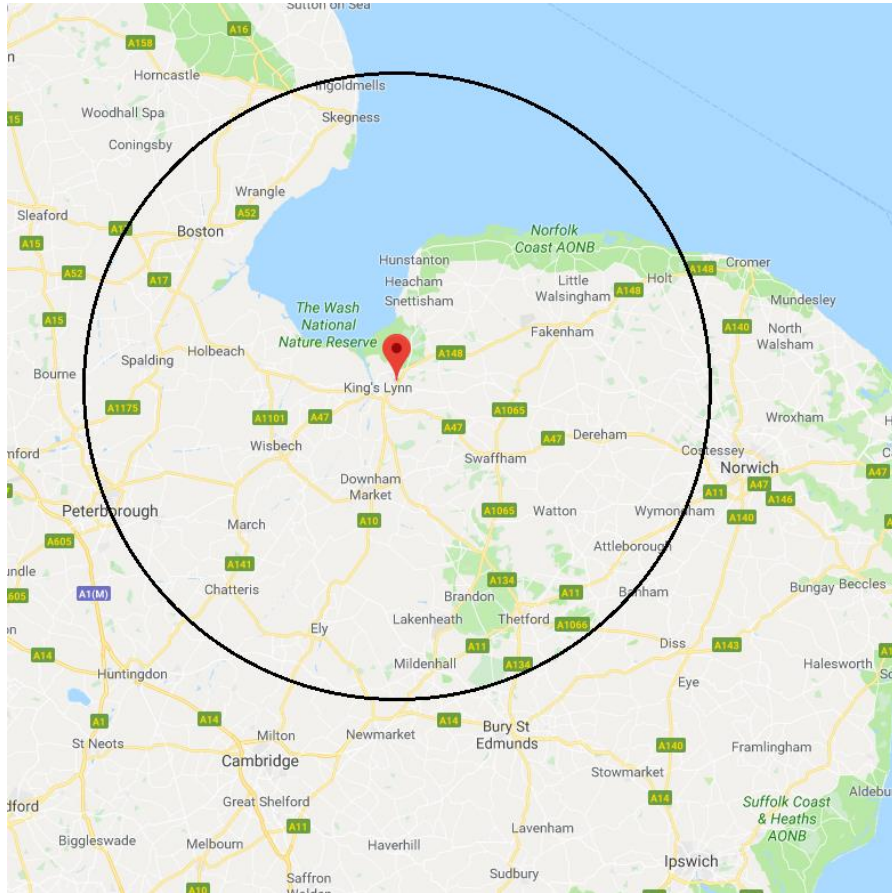 Sutton on Sea
A16
A158
Horncastle
Ingoldmells
Woodhall Spa
Skegness
Coningsby
Wrangle
A52
Sleaford
Boston
A15
A52
A17
Norfolk
Coast AONB
Hunstanton
Heacham
Snettisham
Little
Walsingham
A148
Holt
A148
Cromer
Mundesley
The Wash
National
Nature Reserve
A15
Fakenham
A140
North
Walsham
Holbeach
Spalding
Bourne
A148
King's Lynn
A1175
A1101
A47
A1065
Wroxham
A47
A47
Dereham
Wisbech
Swaffham
Costessey
Norwich
A47
Downham
Market
A47
A11
A146
A140
Peterborough
A10
A1065
Watton
Wymondham
March
A605
Attleborough
A141
Chatteris
A134
A11
Banham
Bungay
Beccles
A1(M)
Brandon
Lakenheath
Thetford
A1066
Ely
A11
Diss
A143
A14
Mildenhall
A134
Halesworth
Huntingdon
Eye
A1
A14
A14
St Neots
Milton
Newmarket
Bury St
Edmunds
A140
Framlingham
Cambridge
Stowmarket
A14
Great Shelford
A11
Suffolk Coast
& Heaths
AONB
Biggleswade
Melbourn
Haverhill
Lavenham
Ipswich
Saffron
Sudbury
A10